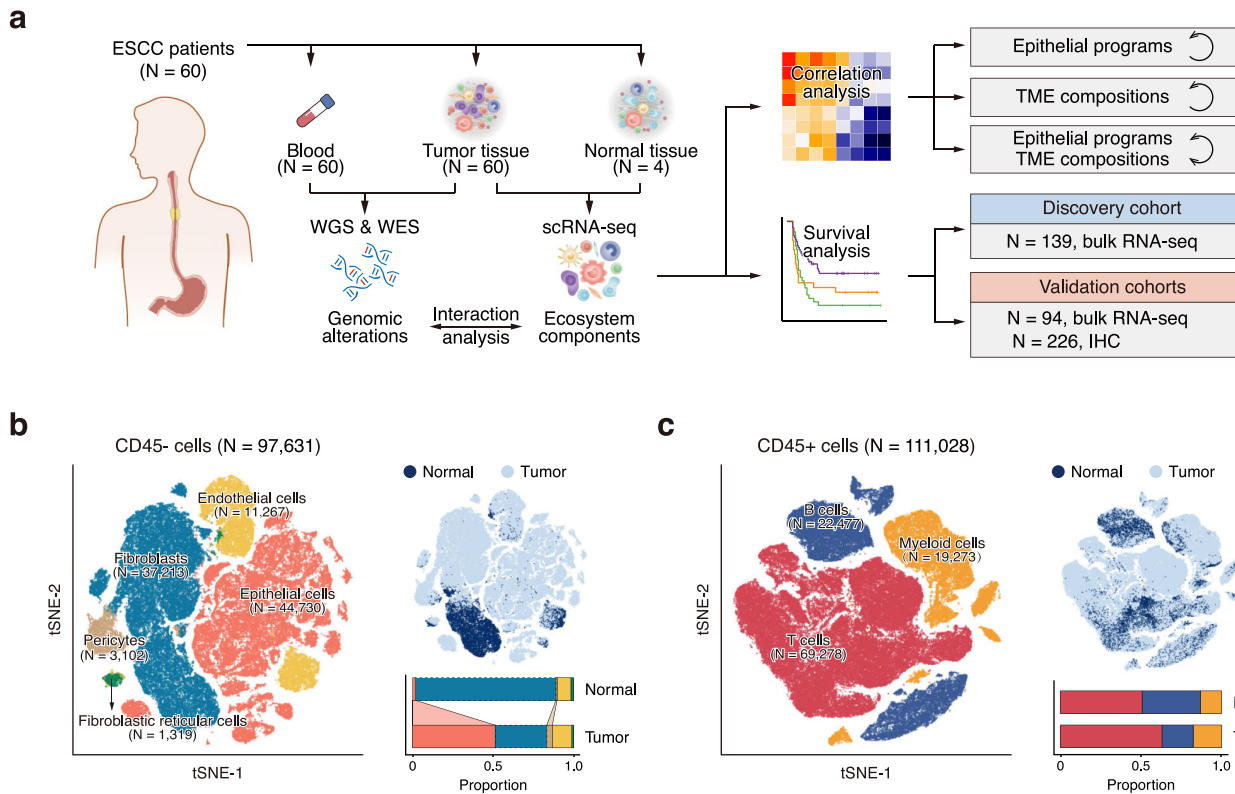 a
ESCC patients
(N = 60)
Blood
(N = 60)
Tumor tissue
(N = 60)
Normal tissue
(N = 4)
WGS & WES
scRNA-seq
Genomic
alterations
Interaction
analysis
Ecosystem
components
Correlation
analysis
Survival
analysis
Epithelial programs
TME compositions
Epithelial programs
TME compositions
Discovery cohort
N = 139, bulk RNA-seq
Validation cohorts
N = 94, bulk RNA-seq
N = 226, IHC
b
CD45- cells (N = 97,631)
tSNE-2
Endothelial cells
(N = 11,267)
Fibroblasts
(N = 37,213)
Epithelial cells
(N = 44,730)
Pericytes
(N = 3,102)
Fibroblastic reticular cells
(N = 1,319)
tSNE-1
Normal
Tumor
Normal
Tumor
0
0.5
1.0
Proportion
c
CD45+ cells (N = 111,028)
tSNE-2
B cells
(N = 22,477)
Myeloid cells
(N = 19,273)
T cells
(N = 69,278)
tSNE-1
Normal
Tumor
T
0
0.5
1.0
Proportion